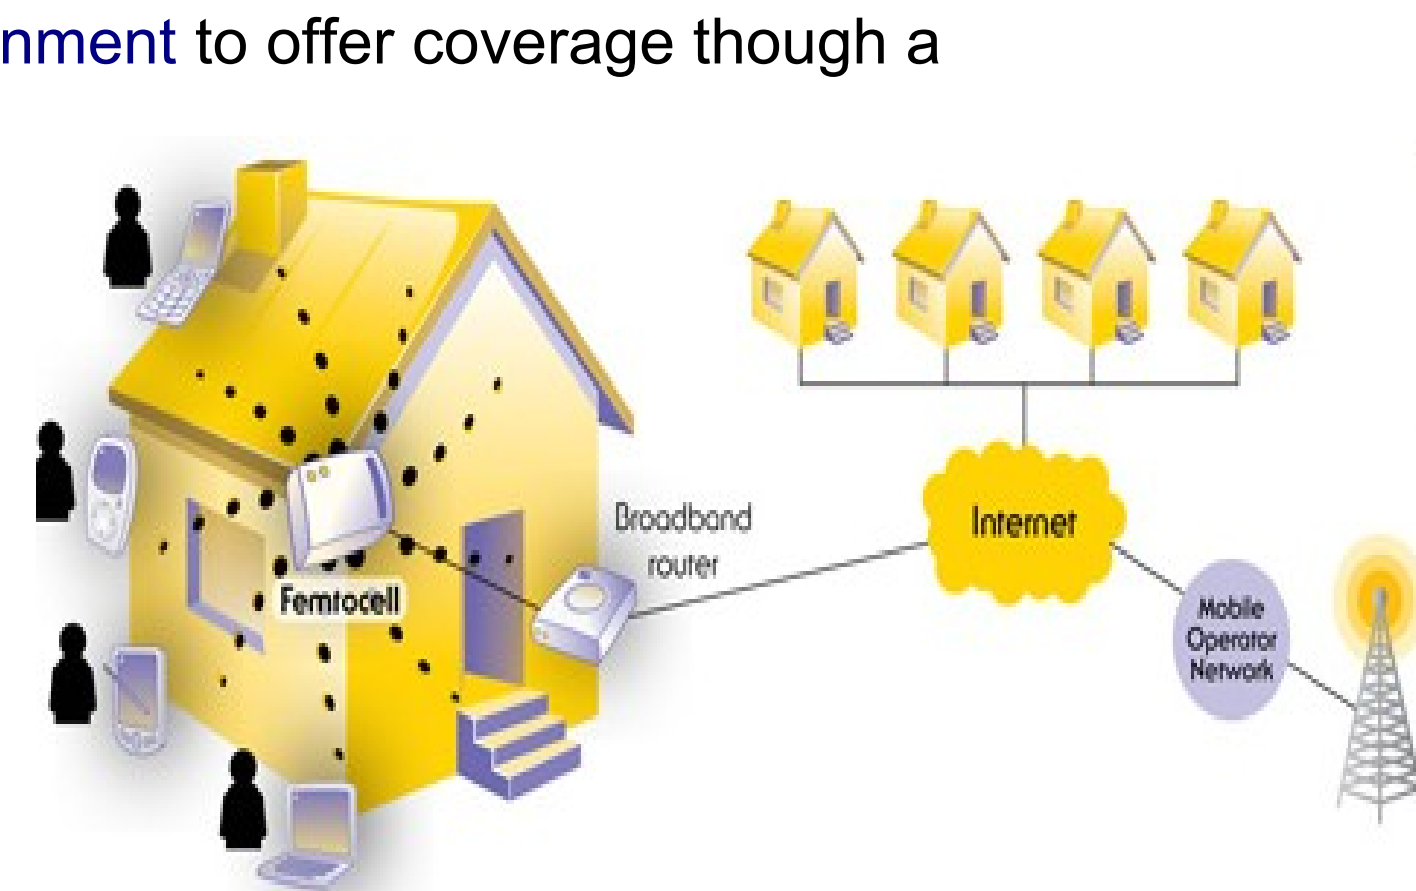 nment to offer coverage though a
Broadband
router
Internet
Femtocell
Mobile
Operator
Network